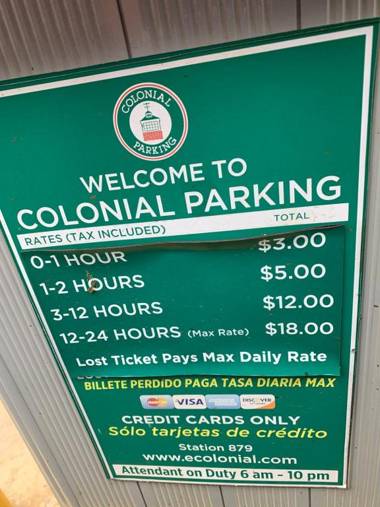 COLONIAL
PARKING
WELCOME TO
COLONIAL PARKING
RATES (TAX INCLUDED) TOTAL
0-1 HOUR $3.00
1-2 HOURS $5.00
3-12 HOURS $12.00
12-24 HOURS (Max Rate) $18.00
Lost Ticket Pays Max Daily Rate
BILLETE PERDIDO PAGA TASA DIARIA MAX
VISA DISCOVER
CREDIT CARDS ONLY
Sólo tarjetas de crédito
Station 879
www.ecolonial.com
Attendant on Duty 6 am - 10 pm